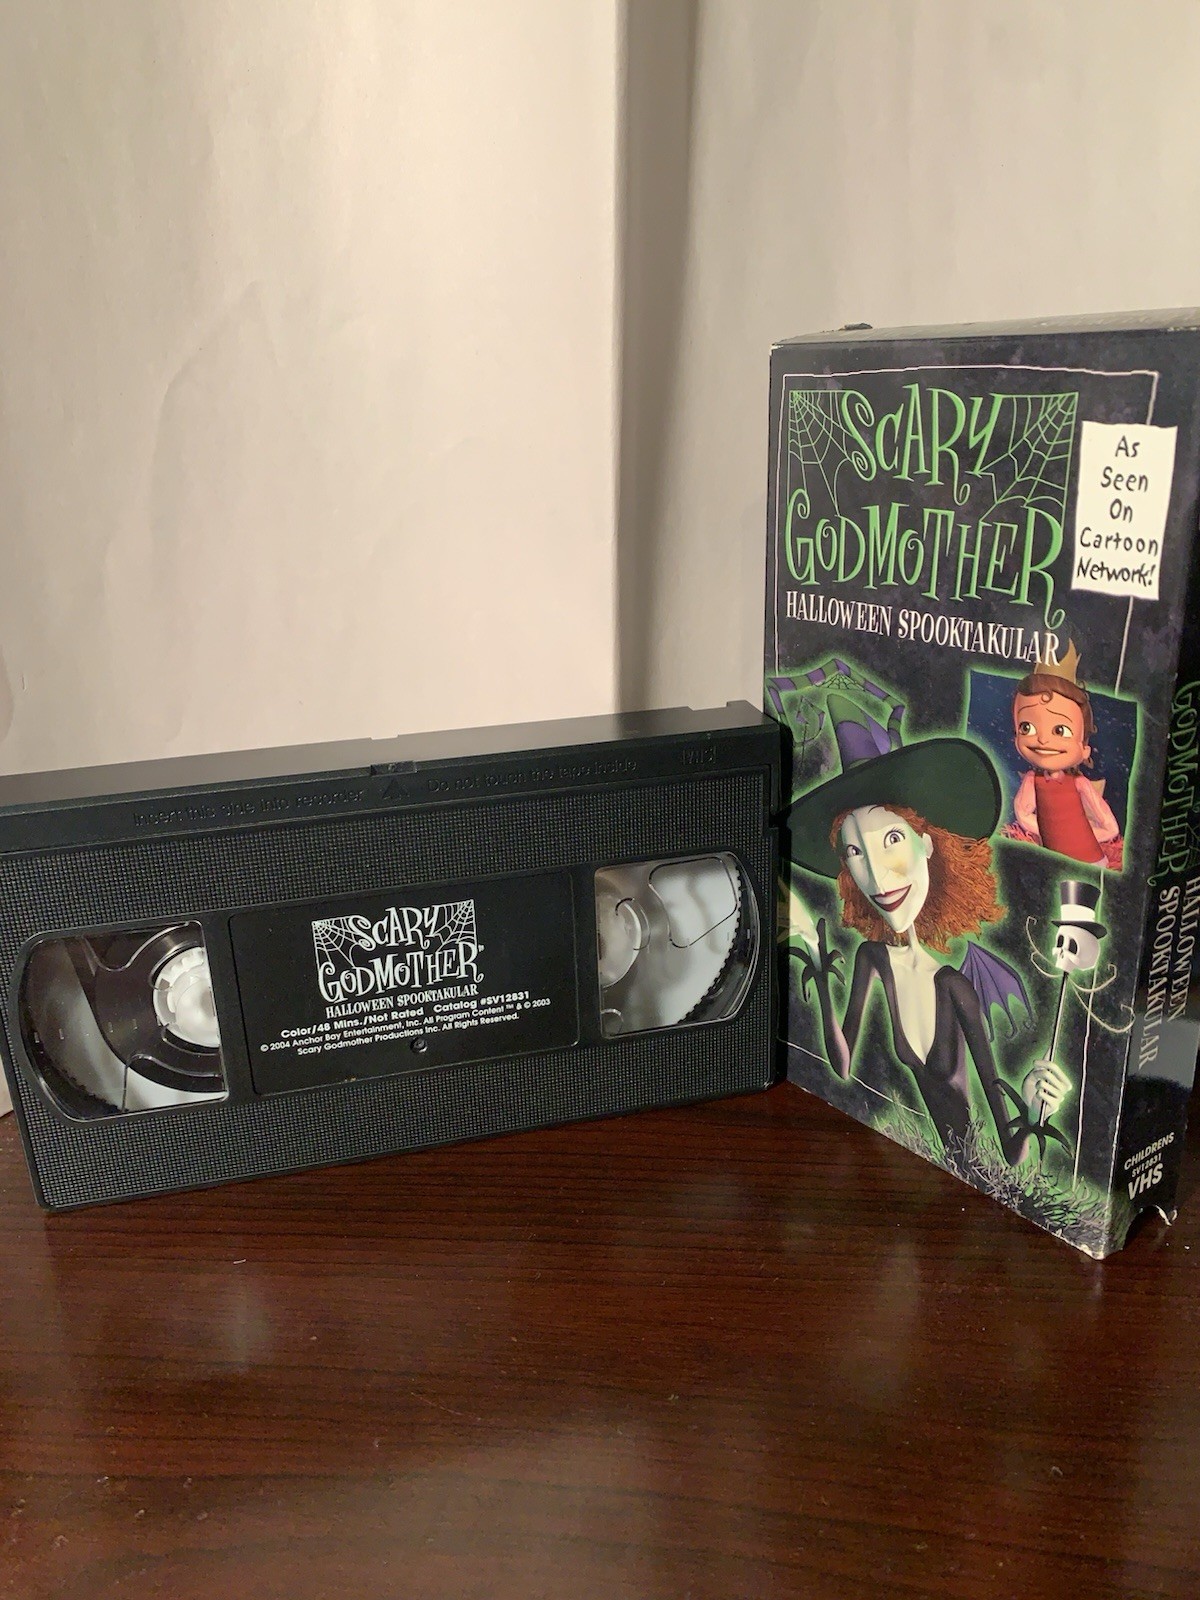 Insert this side into recorder ▲ Do not touch the tape inside
VHS
SCARY
GODMOTHER
HALLOWEEN SPOOKTAKULAR
Color/48 Mins./Not Rated Catalog #SV12831
© 2004 Anchor Bay Entertainment, Inc. All Program Content ™ & © 2003
Scary Godmother Productions Inc. All Rights Reserved.
SCARY
GODMOTHER
HALLOWEEN SPOOKTAKULAR
As
Seen
On
Cartoon
Network!
GODMOTHER
HALLOWEEN
SPOOKTAKULAR
CHILDRENS
SV12831
VHS